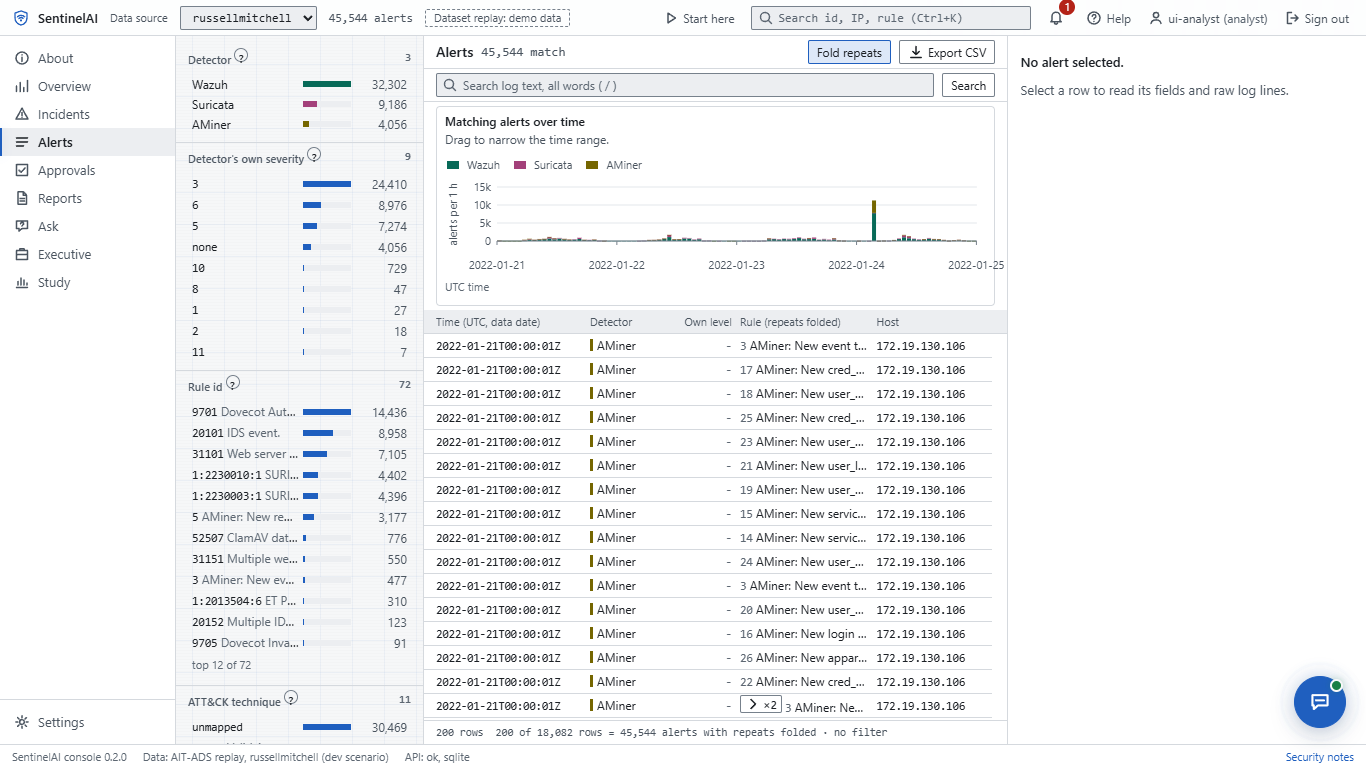 SentinelAI
Data source
russellmitchell
45,544 alerts
Dataset replay: demo data
Start here
Search id, IP, rule (Ctrl+K)
1
Help
ui-analyst (analyst)
Sign out
About
Overview
Incidents
Alerts
Approvals
Reports
Ask
Executive
Study
Settings
Detector ? 3
Wazuh 32,302
Suricata 9,186
AMiner 4,056
Detector's own severity ? 9
3 24,410
6 8,976
5 7,274
none 4,056
10 729
8 47
1 27
2 18
11 7
Rule id ? 72
9701 Dovecot Aut... 14,436
20101 IDS event. 8,958
31101 Web server ... 7,105
1:2230010:1 SURI... 4,402
1:2230003:1 SURI... 4,396
5 AMiner: New re... 3,177
52507 ClamAV dat... 776
31151 Multiple we... 550
3 AMiner: New ev... 477
1:2013504:6 ET P... 310
20152 Multiple ID... 123
9705 Dovecot Inva... 91
top 12 of 72
ATT&CK technique ? 11
unmapped 30,469
Alerts 45,544 match
Fold repeats
Export CSV
Search log text, all words ( / )
Search
Matching alerts over time
Drag to narrow the time range.
Wazuh Suricata AMiner
alerts per 1 h
15k
10k
5k
0
2022-01-21 2022-01-22 2022-01-23 2022-01-24 2022-01-25
UTC time
Time (UTC, data date) Detector Own level Rule (repeats folded) Host
2022-01-21T00:00:01Z AMiner - 3 AMiner: New event t... 172.19.130.106
2022-01-21T00:00:01Z AMiner - 17 AMiner: New cred_... 172.19.130.106
2022-01-21T00:00:01Z AMiner - 18 AMiner: New user_... 172.19.130.106
2022-01-21T00:00:01Z AMiner - 25 AMiner: New cred_... 172.19.130.106
2022-01-21T00:00:01Z AMiner - 23 AMiner: New user_... 172.19.130.106
2022-01-21T00:00:01Z AMiner - 21 AMiner: New user_l... 172.19.130.106
2022-01-21T00:00:01Z AMiner - 19 AMiner: New user_... 172.19.130.106
2022-01-21T00:00:01Z AMiner - 15 AMiner: New servic... 172.19.130.106
2022-01-21T00:00:01Z AMiner - 14 AMiner: New servic... 172.19.130.106
2022-01-21T00:00:01Z AMiner - 24 AMiner: New user_... 172.19.130.106
2022-01-21T00:00:01Z AMiner - 3 AMiner: New event t... 172.19.130.106
2022-01-21T00:00:01Z AMiner - 20 AMiner: New user_... 172.19.130.106
2022-01-21T00:00:01Z AMiner - 16 AMiner: New login ... 172.19.130.106
2022-01-21T00:00:01Z AMiner - 26 AMiner: New appar... 172.19.130.106
2022-01-21T00:00:01Z AMiner - 22 AMiner: New cred_... 172.19.130.106
2022-01-21T00:00:01Z AMiner - ×2 3 AMiner: Ne... 172.19.130.106
200 rows 200 of 18,082 rows = 45,544 alerts with repeats folded · no filter
No alert selected.
Select a row to read its fields and raw log lines.
SentinelAI console 0.2.0
Data: AIT-ADS replay, russellmitchell (dev scenario)
API: ok, sqlite
Security notes